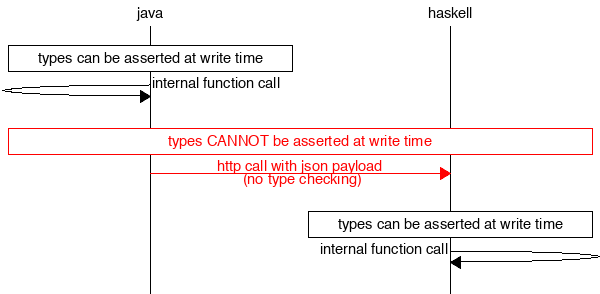 java haskell
types can be asserted at write time
internal function call
types CANNOT be asserted at write time
http call with json payload
(no type checking)
types can be asserted at write time
internal function call